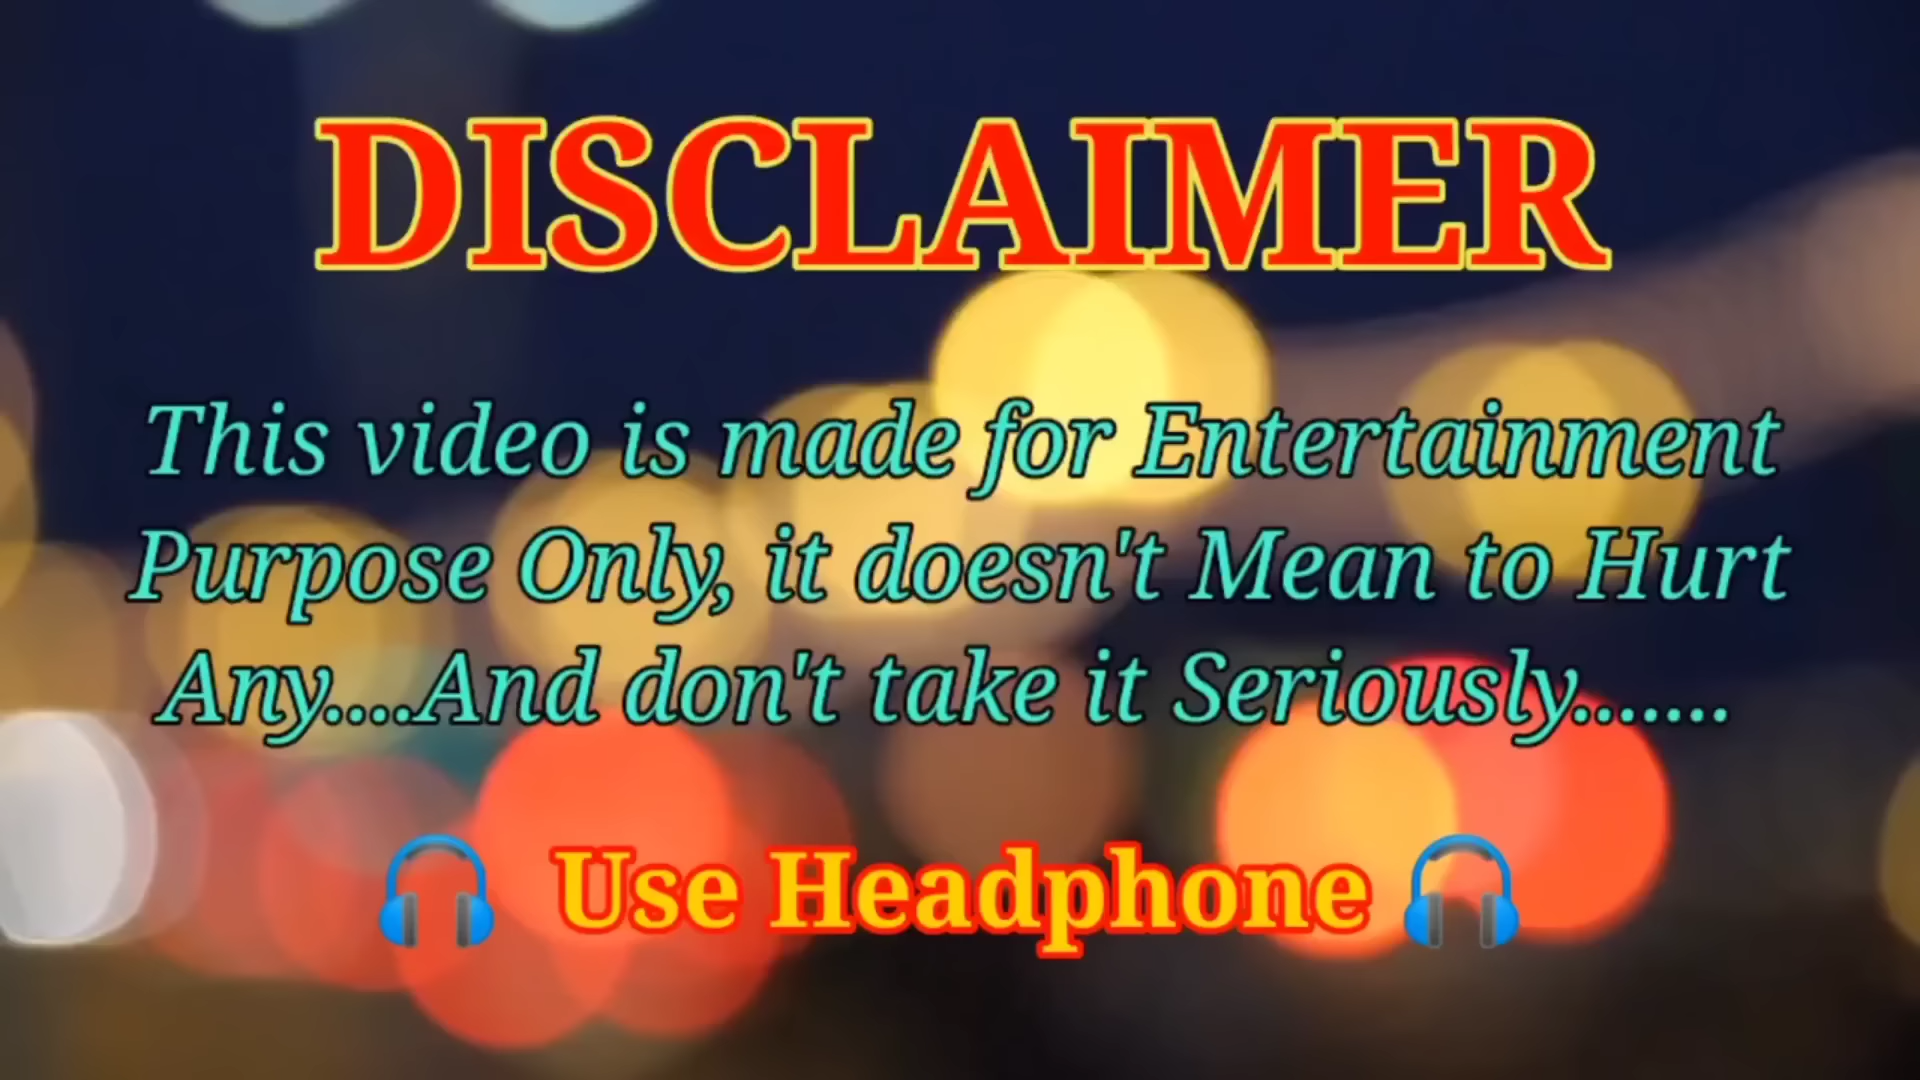 DISCLAIMER
This video is made for Entertainment
Purpose Only, it doesn't Mean to Hurt
Any....And don't take it Seriously.......
🎧 Use Headphone 🎧